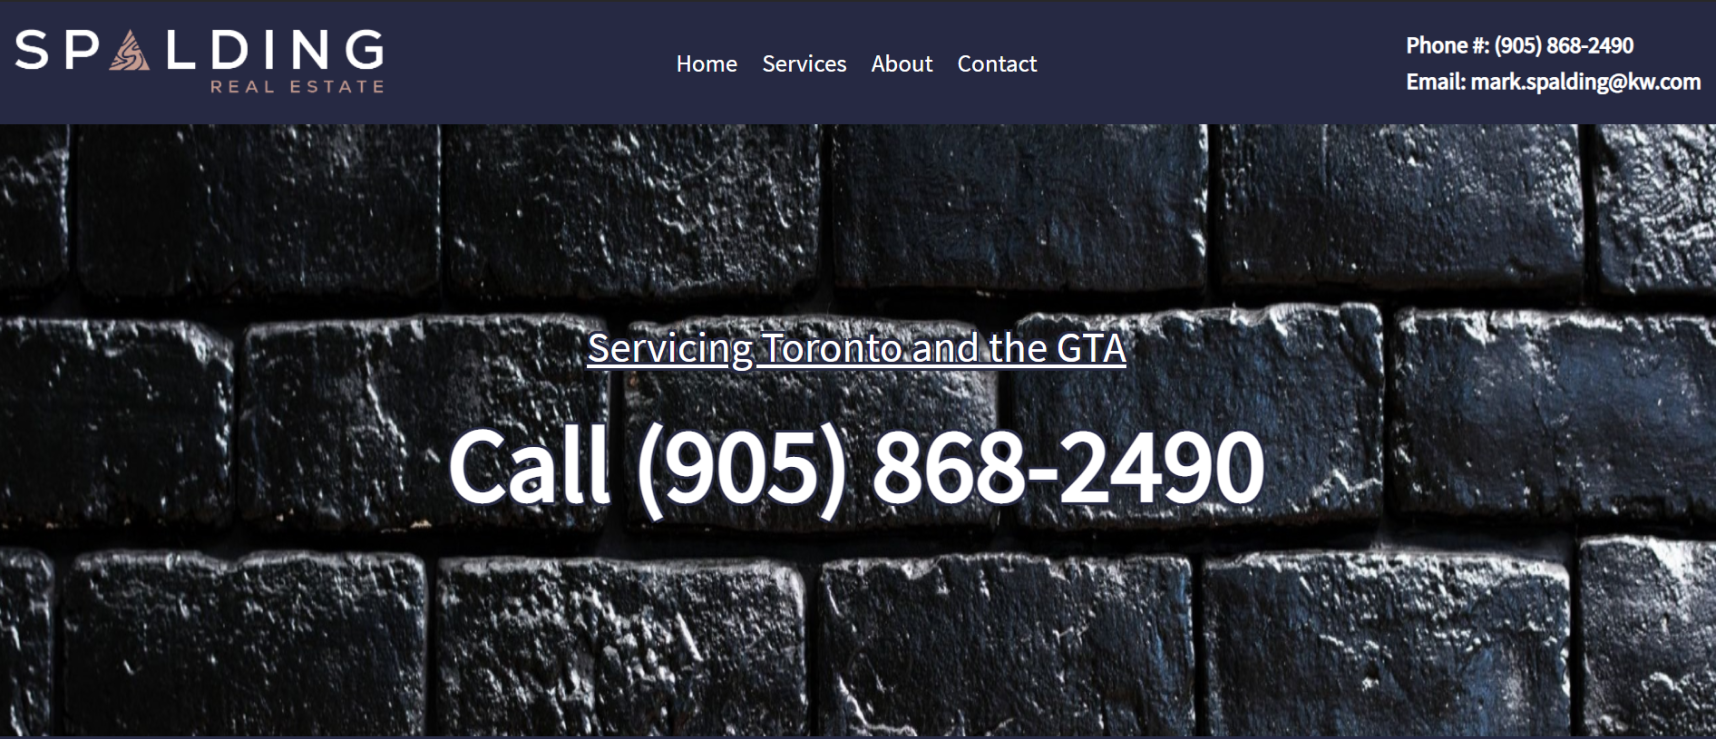 SPALDING
REAL ESTATE
Home Services About Contact
Phone #: (905) 868-2490
Email: mark.spalding@kw.com
Servicing Toronto and the GTA
Call (905) 868-2490